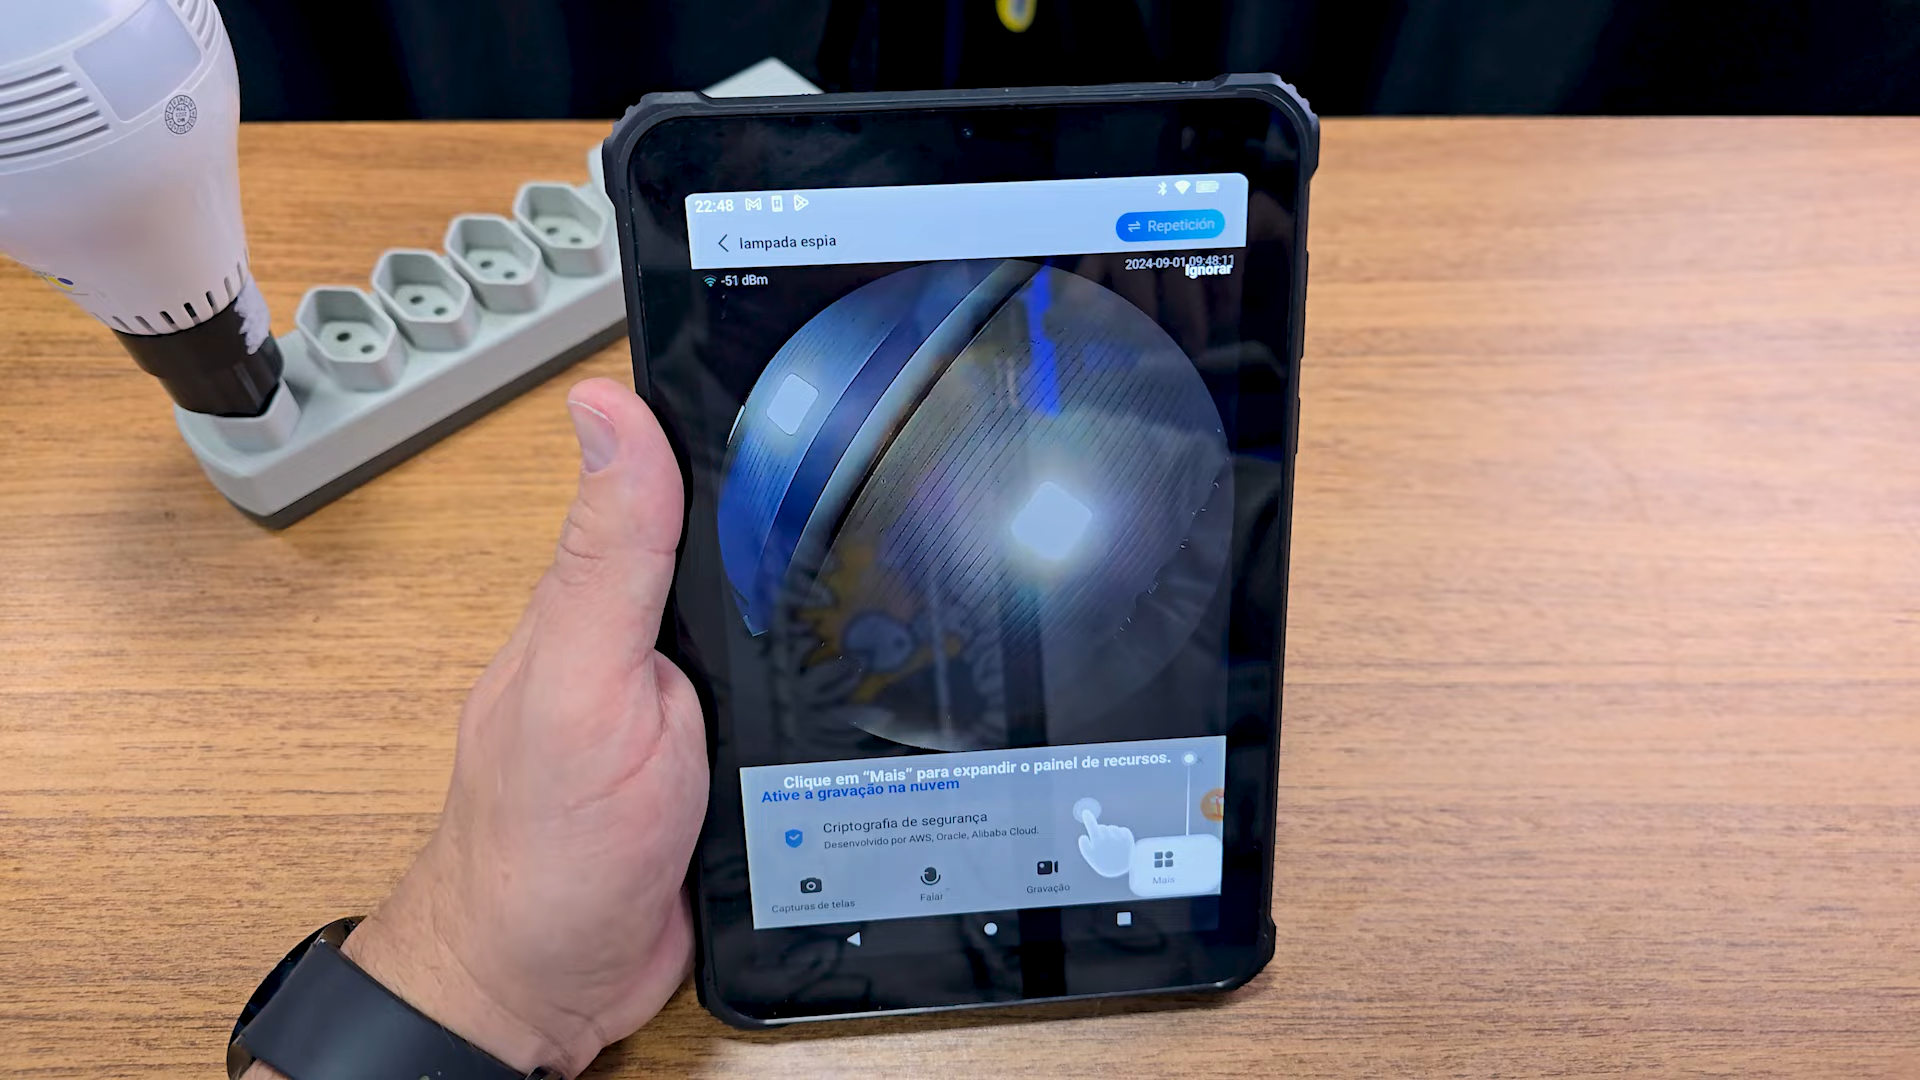 22:48
lampada espia
Repetición
-51 dBm
2024-09-01 09:48:11
Ignorar
Clique em “Mais” para expandir o painel de recursos.
Ative a gravação na nuvem
Criptografia de segurança
Desenvolvido por AWS, Oracle, Alibaba Cloud.
Capturas de telas
Falar
Gravação
Mais